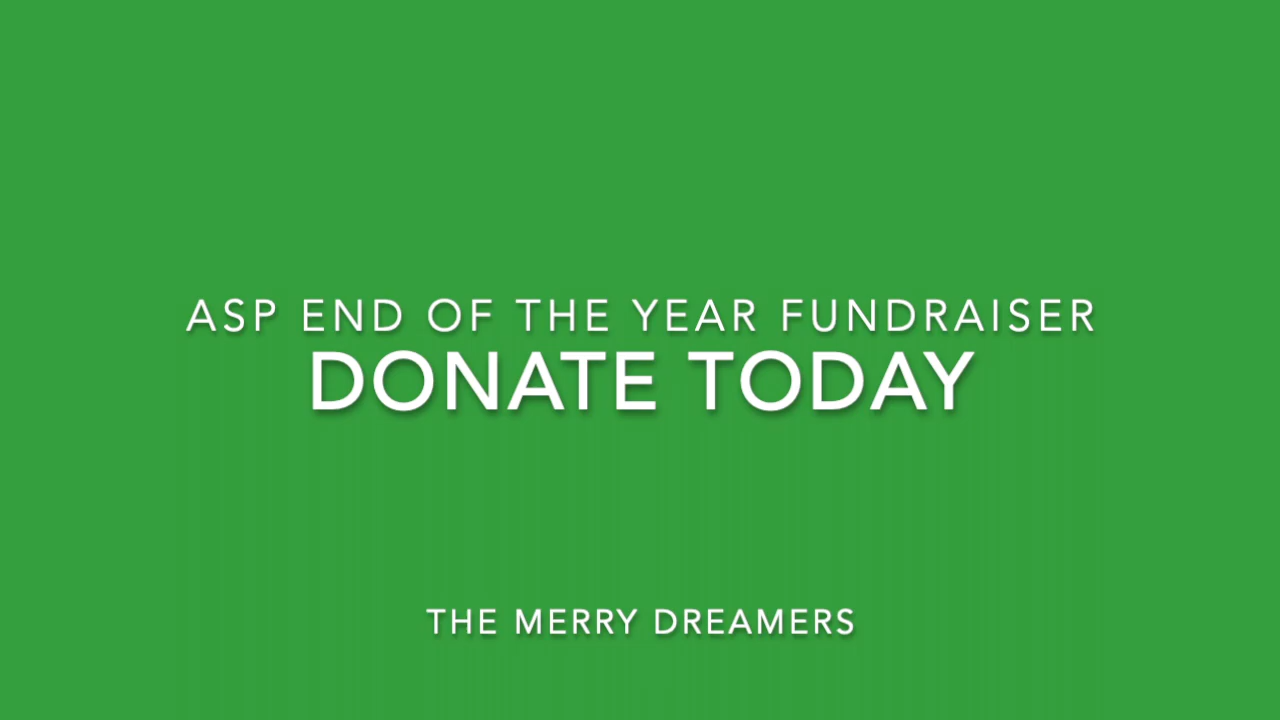 ASP END OF THE YEAR FUNDRAISER
DONATE TODAY
THE MERRY DREAMERS